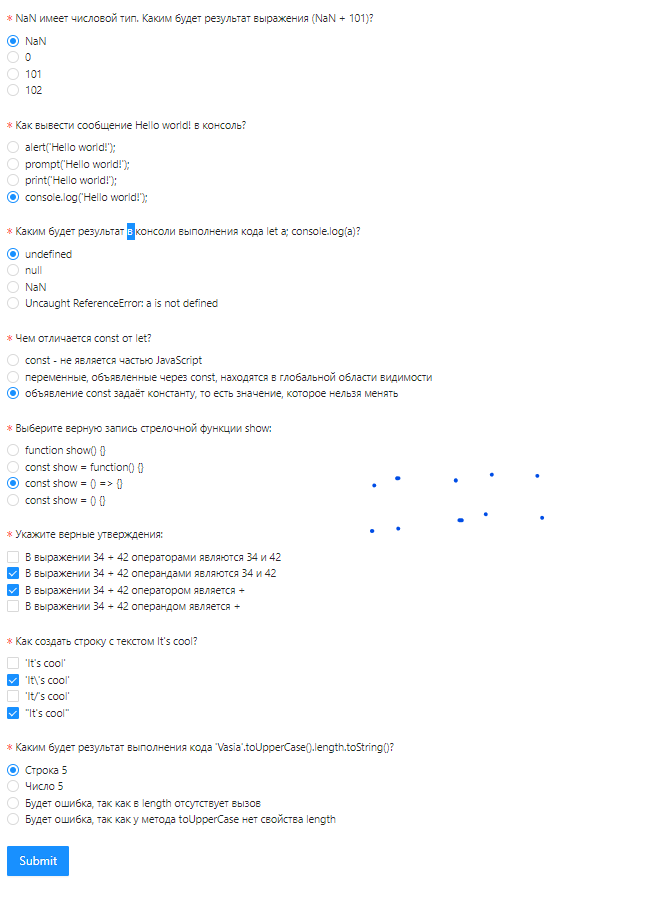 * NaN имеет числовой тип. Каким будет результат выражения (NaN + 101)?
NaN
0
101
102
* Как вывести сообщение Hello world! в консоль?
alert('Hello world!');
prompt('Hello world!');
print('Hello world!');
console.log('Hello world!');
* Каким будет результат в консоли выполнения кода let a; console.log(a)?
undefined
null
NaN
Uncaught ReferenceError: a is not defined
* Чем отличается const от let?
const - не является частью JavaScript
переменные, объявленные через const, находятся в глобальной области видимости
объявление const задаёт константу, то есть значение, которое нельзя менять
* Выберите верную запись стрелочной функции show:
function show() {}
const show = function() {}
const show = () => {}
const show = () {}
* Укажите верные утверждения:
В выражении 34 + 42 операторами являются 34 и 42
В выражении 34 + 42 операндами являются 34 и 42
В выражении 34 + 42 оператором является +
В выражении 34 + 42 операндом является +
* Как создать строку с текстом It's cool?
'It's cool'
'It\'s cool'
'It/'s cool'
"It's cool"
* Каким будет результат выполнения кода 'Vasia'.toUpperCase().length.toString()?
Строка 5
Число 5
Будет ошибка, так как в length отсутствует вызов
Будет ошибка, так как у метода toUpperCase нет свойства length
Submit